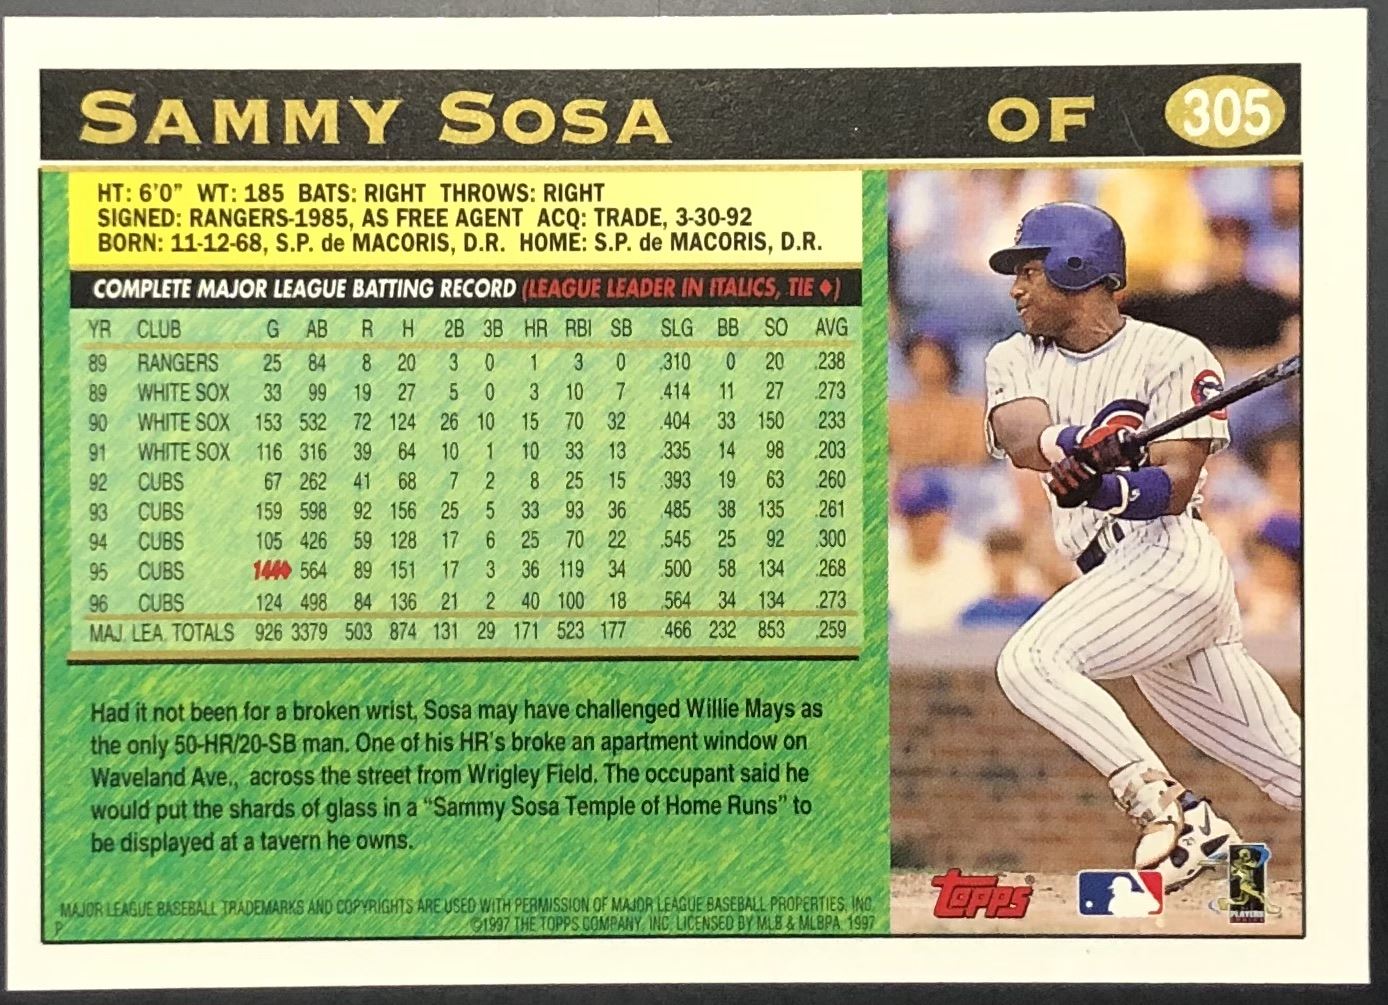 SAMMY SOSA OF 305
HT: 6'0" WT: 185 BATS: RIGHT THROWS: RIGHT
SIGNED: RANGERS-1985, AS FREE AGENT ACQ: TRADE, 3-30-92
BORN: 11-12-68, S.P. de MACORIS, D.R. HOME: S.P. de MACORIS, D.R.
COMPLETE MAJOR LEAGUE BATTING RECORD (LEAGUE LEADER IN ITALICS, TIE ♦)
YR CLUB G AB R H 2B 3B HR RBI SB SLG BB SO AVG
89 RANGERS 25 84 8 20 3 0 1 3 0 .310 0 20 .238
89 WHITE SOX 33 99 19 27 5 0 3 10 7 .414 11 27 .273
90 WHITE SOX 153 532 72 124 26 10 15 70 32 .404 33 150 .233
91 WHITE SOX 116 316 39 64 10 1 10 33 13 .335 14 98 .203
92 CUBS 67 262 41 68 7 2 8 25 15 .393 19 63 .260
93 CUBS 159 598 92 156 25 5 33 93 36 .485 38 135 .261
94 CUBS 105 426 59 128 17 6 25 70 22 .545 25 92 .300
95 CUBS 144♦ 564 89 151 17 3 36 119 34 .500 58 134 .268
96 CUBS 124 498 84 136 21 2 40 100 18 .564 34 134 .273
MAJ. LEA. TOTALS 926 3379 503 874 131 29 171 523 177 .466 232 853 .259
Had it not been for a broken wrist, Sosa may have challenged Willie Mays as
the only 50-HR/20-SB man. One of his HR's broke an apartment window on
Waveland Ave., across the street from Wrigley Field. The occupant said he
would put the shards of glass in a “Sammy Sosa Temple of Home Runs” to
be displayed at a tavern he owns.
MAJOR LEAGUE BASEBALL TRADEMARKS AND COPYRIGHTS ARE USED WITH PERMISSION OF MAJOR LEAGUE BASEBALL PROPERTIES, INC.
P ©1997 THE TOPPS COMPANY, INC. LICENSED BY MLB & MLBPA 1997
Topps®
PLAYERS CHOICE